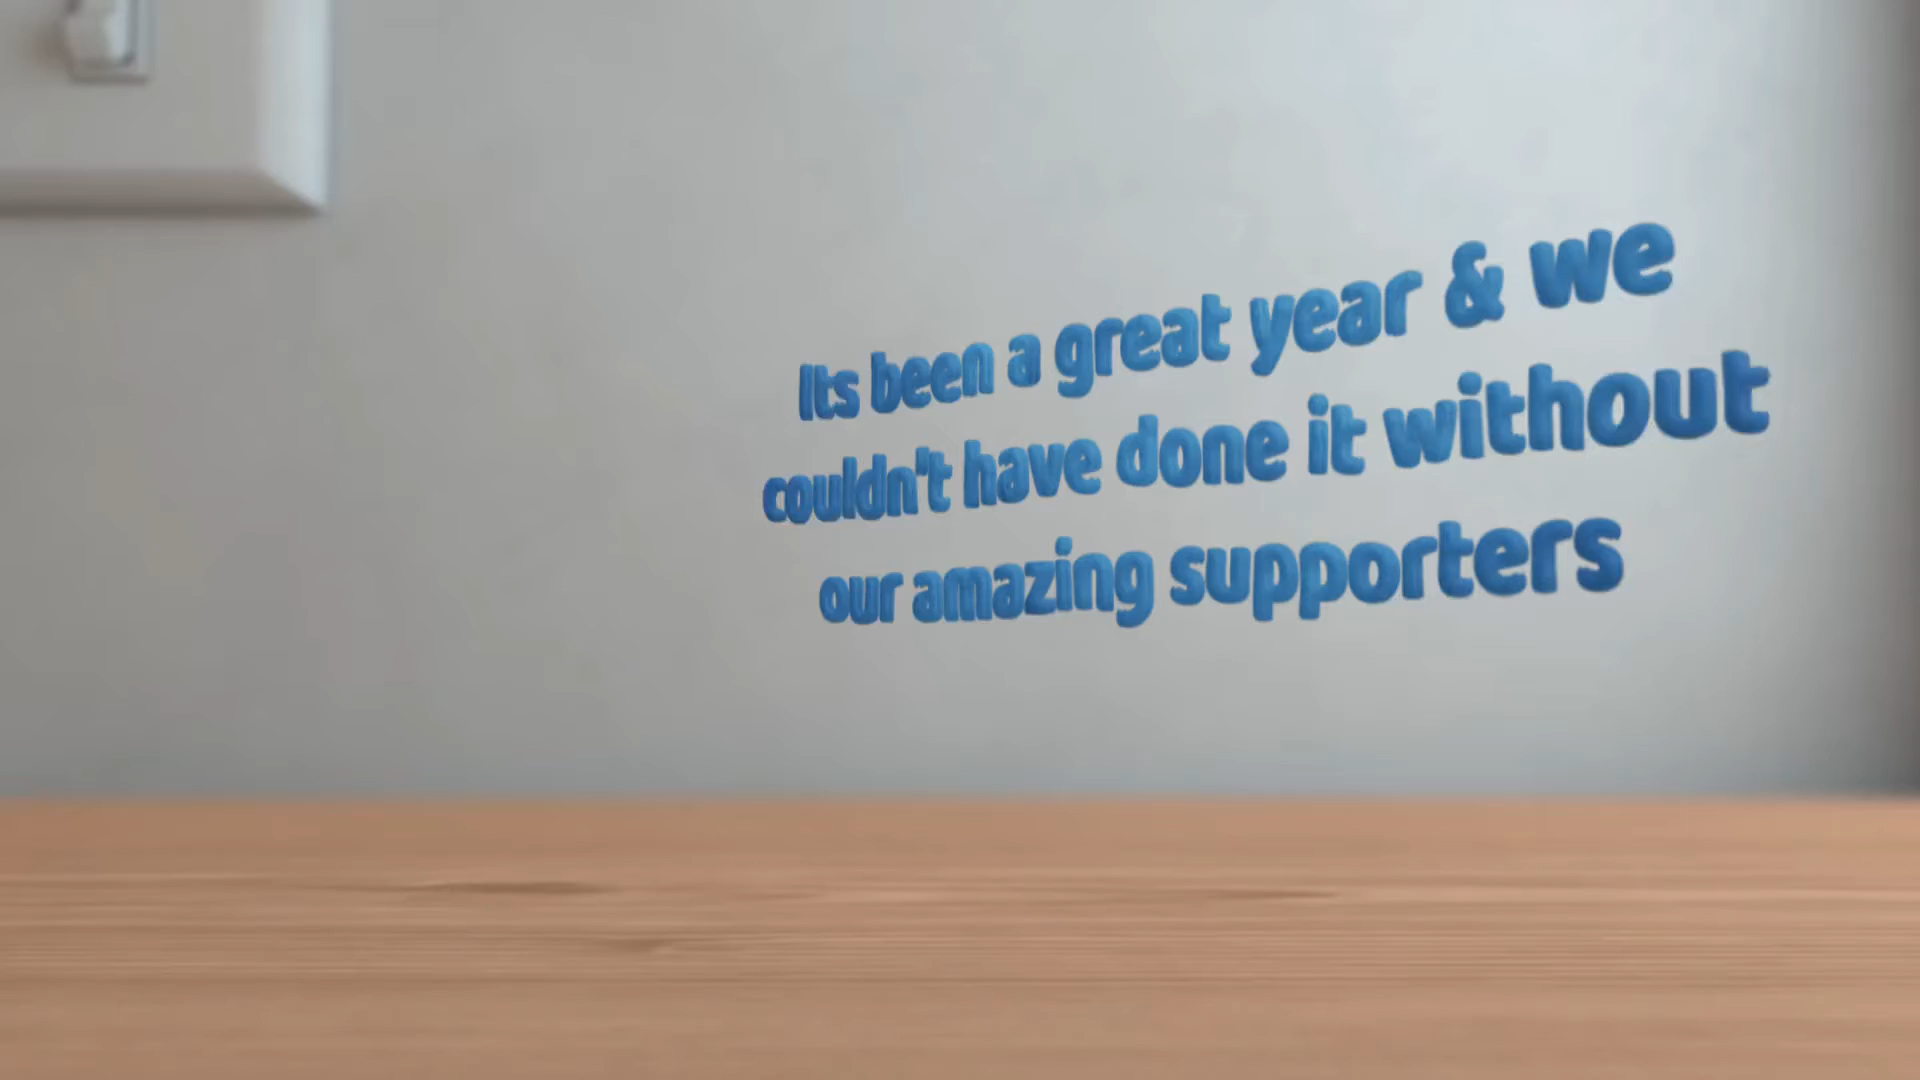 Its been a great year & we
couldn't have done it without
our amazing supporters